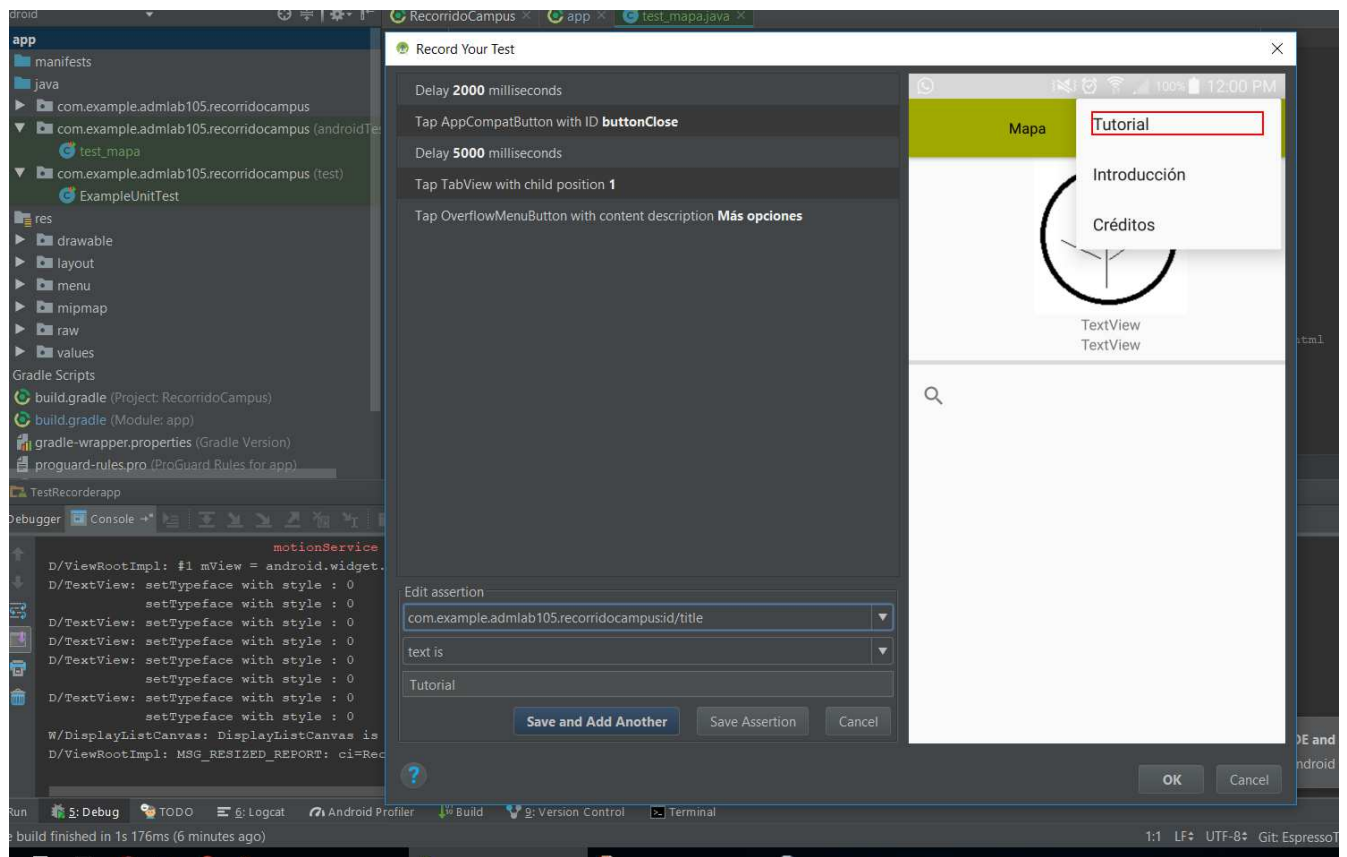 droid
RecorridoCampus × app × test_mapa.java ×
app
manifests
java
com.example.admlab105.recorridocampus
com.example.admlab105.recorridocampus (androidTe
test_mapa
com.example.admlab105.recorridocampus (test)
ExampleUnitTest
res
drawable
layout
menu
mipmap
raw
values
Gradle Scripts
build.gradle (Project: RecorridoCampus)
build.gradle (Module: app)
gradle-wrapper.properties (Gradle Version)
proguard-rules.pro (ProGuard Rules for app)
Record Your Test
Delay 2000 milliseconds
Tap AppCompatButton with ID buttonClose
Delay 5000 milliseconds
Tap TabView with child position 1
Tap OverflowMenuButton with content description Más opciones
100% 12:00 PM
Mapa
Tutorial
Introducción
Créditos
TextView
TextView
html
Edit assertion
com.example.admlab105.recorridocampus:id/title
text is
Tutorial
Save and Add Another Save Assertion Cancel
? OK Cancel
TestRecorderapp
Debugger Console
motionService
D/ViewRootImpl: #1 mView = android.widget.
D/TextView: setTypeface with style : 0
setTypeface with style : 0
D/TextView: setTypeface with style : 0
D/TextView: setTypeface with style : 0
D/TextView: setTypeface with style : 0
setTypeface with style : 0
D/TextView: setTypeface with style : 0
setTypeface with style : 0
W/DisplayListCanvas: DisplayListCanvas is
D/ViewRootImpl: MSG_RESIZED_REPORT: ci=Rec
DE and
ndroid
Run 5: Debug TODO 6: Logcat Android Profiler Build 9: Version Control Terminal
e build finished in 1s 176ms (6 minutes ago) 1:1 LF UTF-8 Git: EspressoT